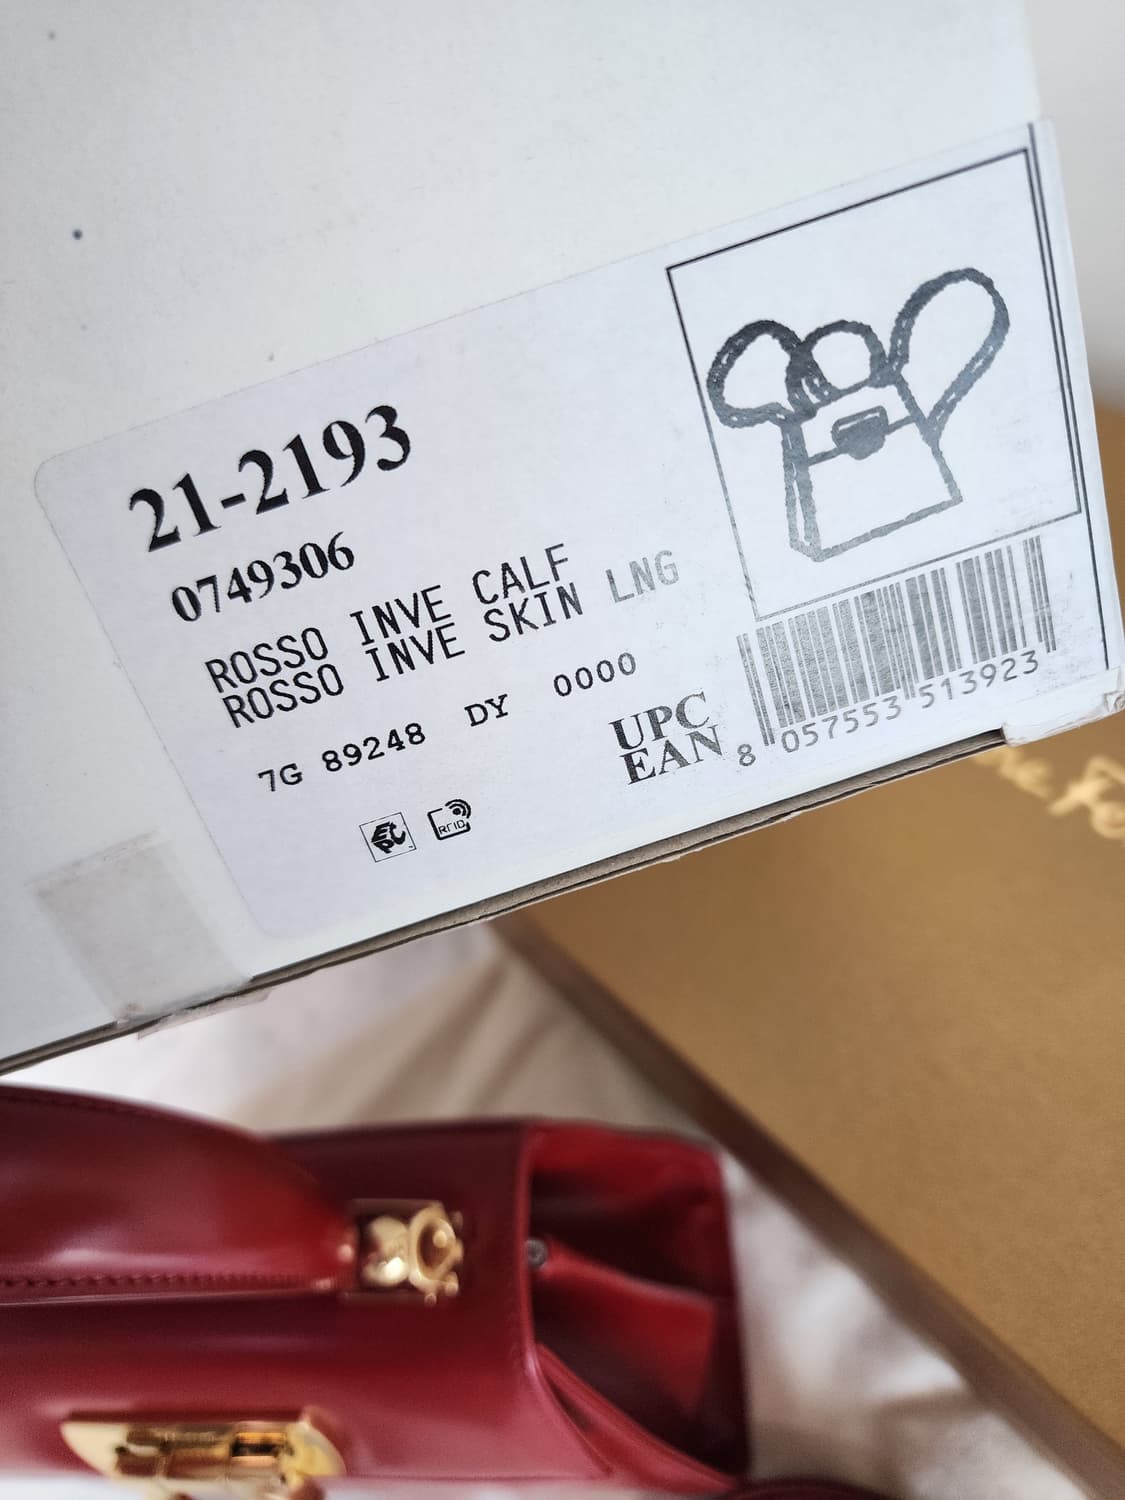 21-2193
0749306
ROSSO INVE CALF
ROSSO INVE SKIN LNG
7G 89248 DY 0000
UPC
EAN
8 057553 513923
RFID